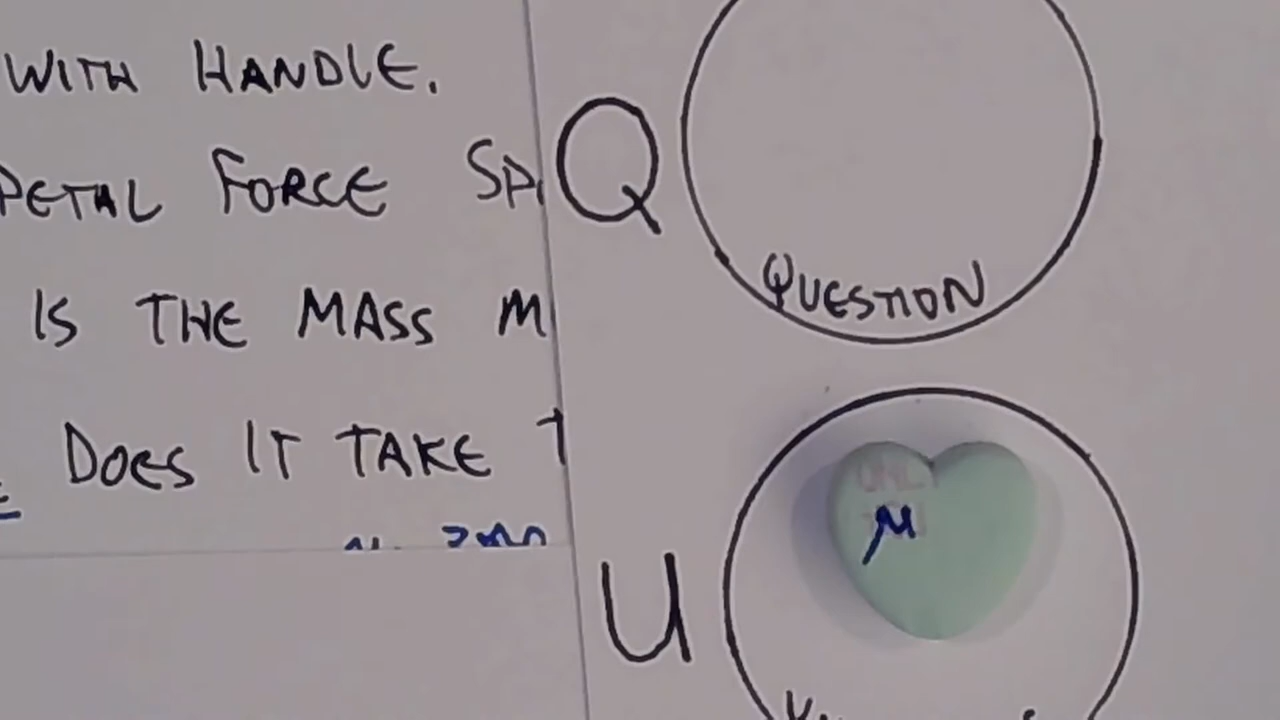 WITH HANDLE.
PETAL FORCE SP
IS THE MASS M
DOES IT TAKE T
Q
QUESTION
U
μ